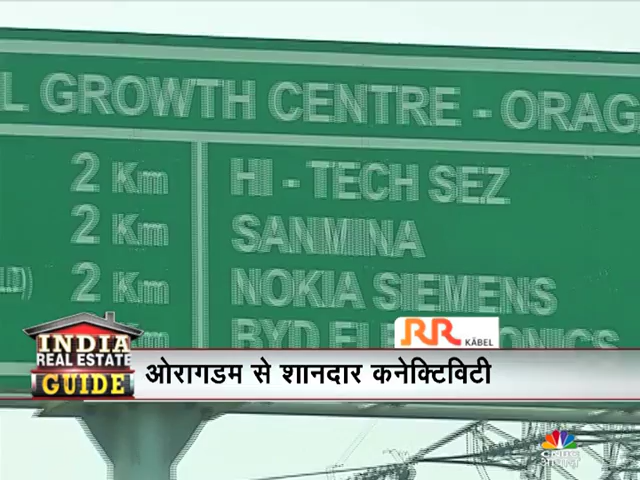 L GROWTH CENTRE - ORAG
2 Km HI - TECH SEZ
2 Km SANMINA
2 Km NOKIA SIEMENS
RR KABEL
INDIA
REAL ESTATE
GUIDE
ओरागडम से शानदार कनेक्टिविटी